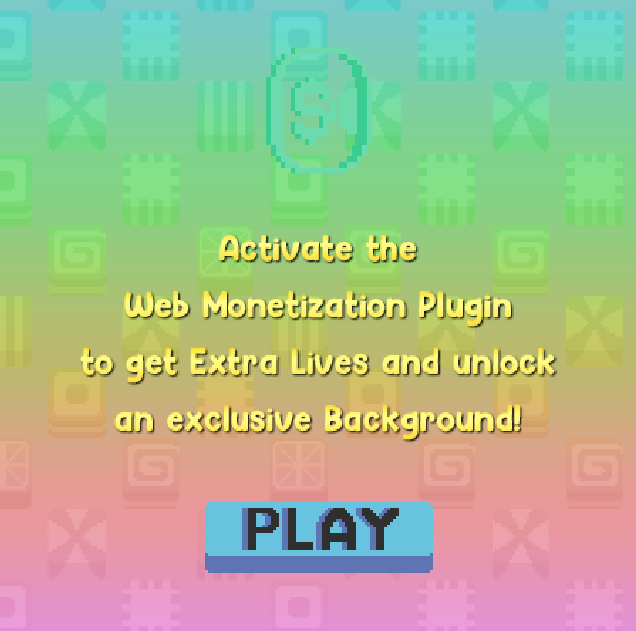 Activate the
Web Monetization Plugin
to get Extra Lives and unlock
an exclusive Background!
PLAY